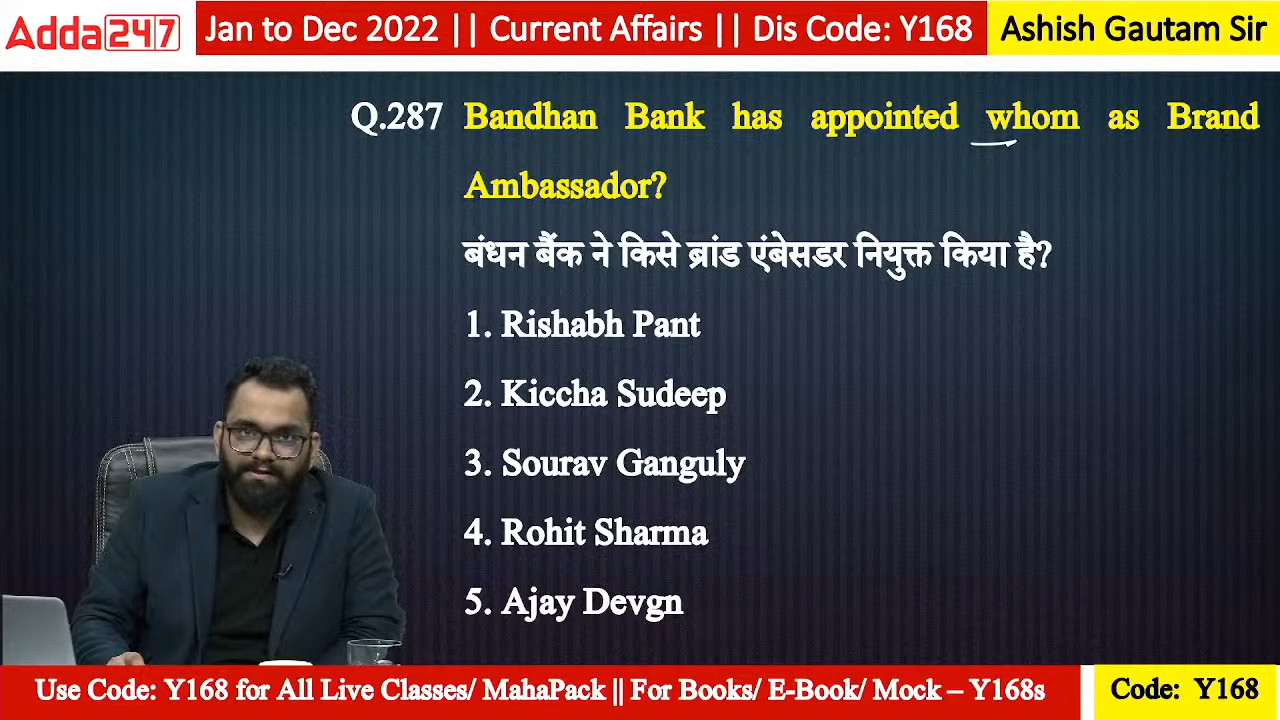 Adda247
Jan to Dec 2022 || Current Affairs || Dis Code: Y168
Ashish Gautam Sir
Q.287 Bandhan Bank has appointed whom as Brand
Ambassador?
बंधन बैंक ने किसे ब्रांड एंबेसडर नियुक्त किया है?
1. Rishabh Pant
2. Kiccha Sudeep
3. Sourav Ganguly
4. Rohit Sharma
5. Ajay Devgn
Use Code: Y168 for All Live Classes/ MahaPack || For Books/ E-Book/ Mock – Y168s
Code: Y168